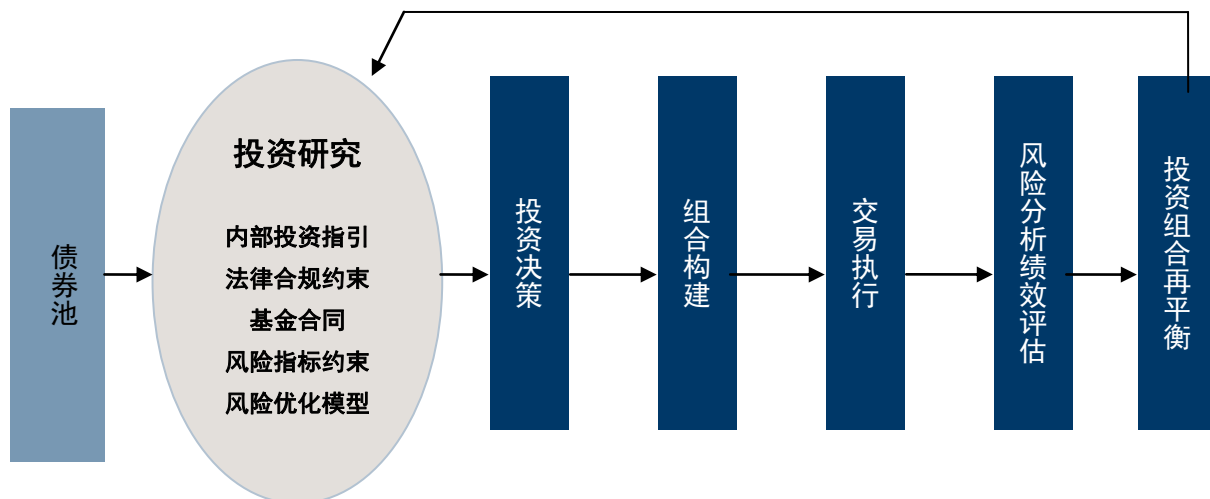 债券池
投资研究
内部投资指引
法律合规约束
基金合同
风险指标约束
风险优化模型
投资决策
组合构建
交易执行
风险分析绩效评估
投资组合再平衡